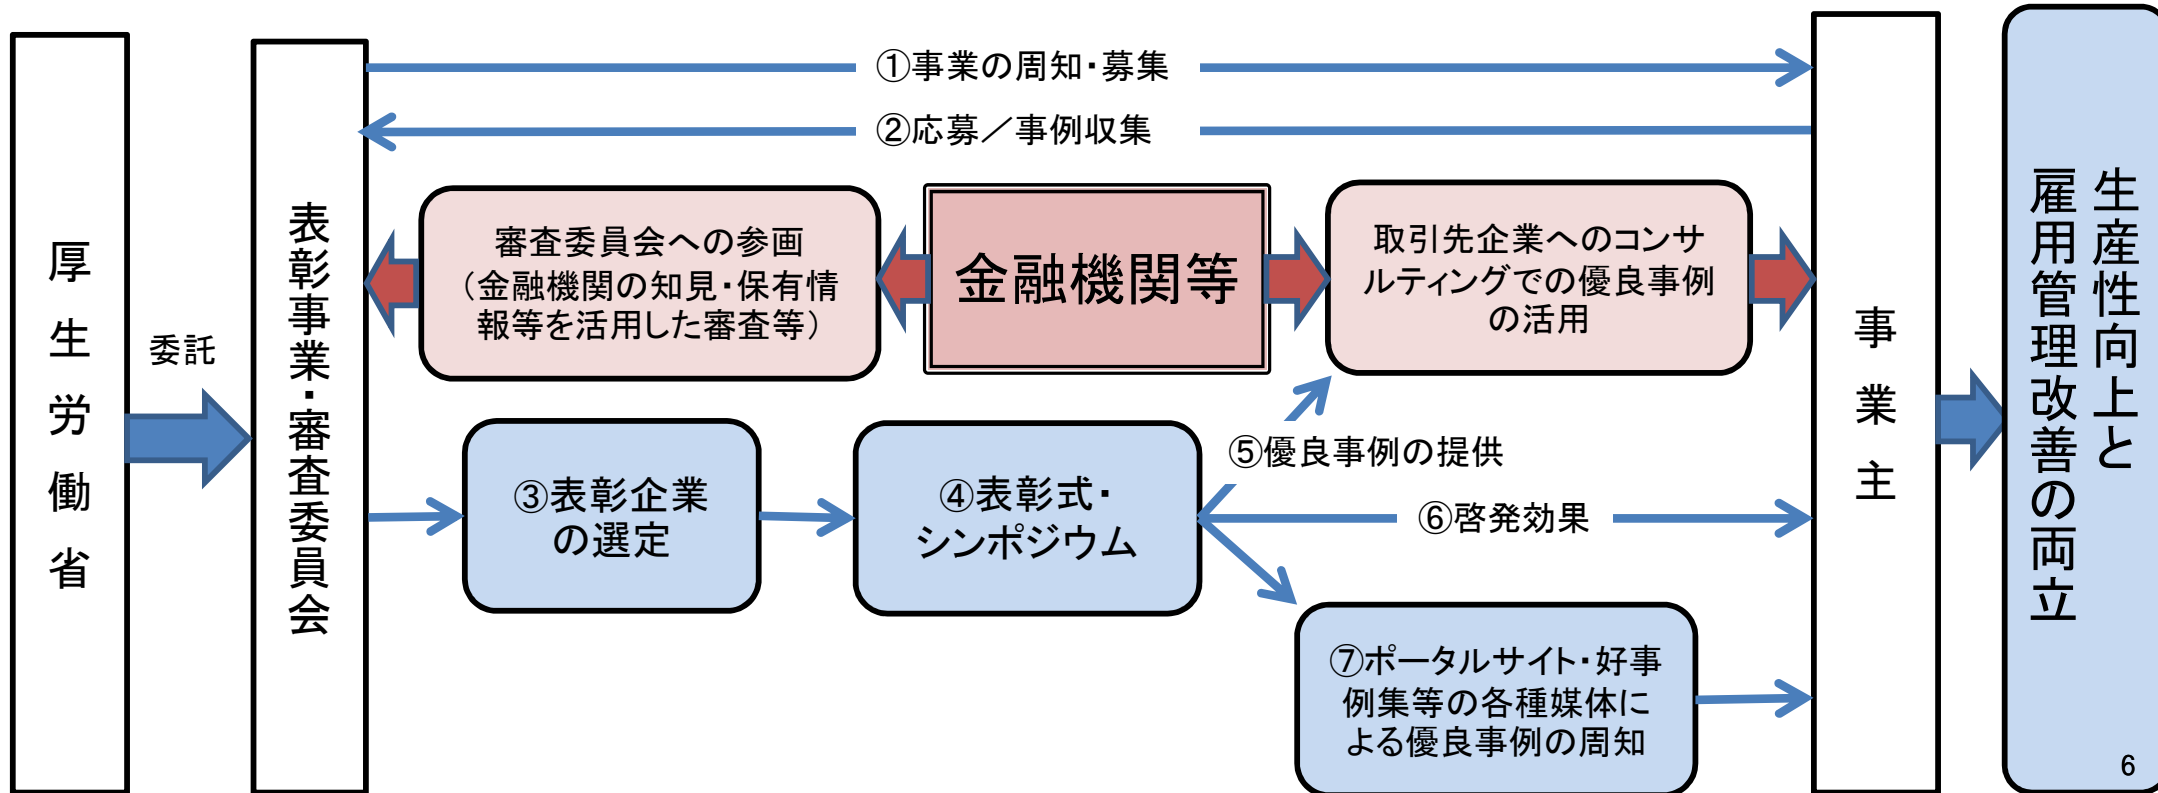 厚生労働省
委託
表彰事業・審査委員会
①事業の周知・募集
②応募／事例収集
審査委員会への参画
（金融機関の知見・保有情
報等を活用した審査等）
金融機関等
取引先企業へのコンサ
ルティングでの優良事例
の活用
③表彰企業
の選定
④表彰式・
シンポジウム
⑤優良事例の提供
⑥啓発効果
⑦ポータルサイト・好事
例集等の各種媒体に
よる優良事例の周知
事業主
生産性向上と
雇用管理改善の両立
6